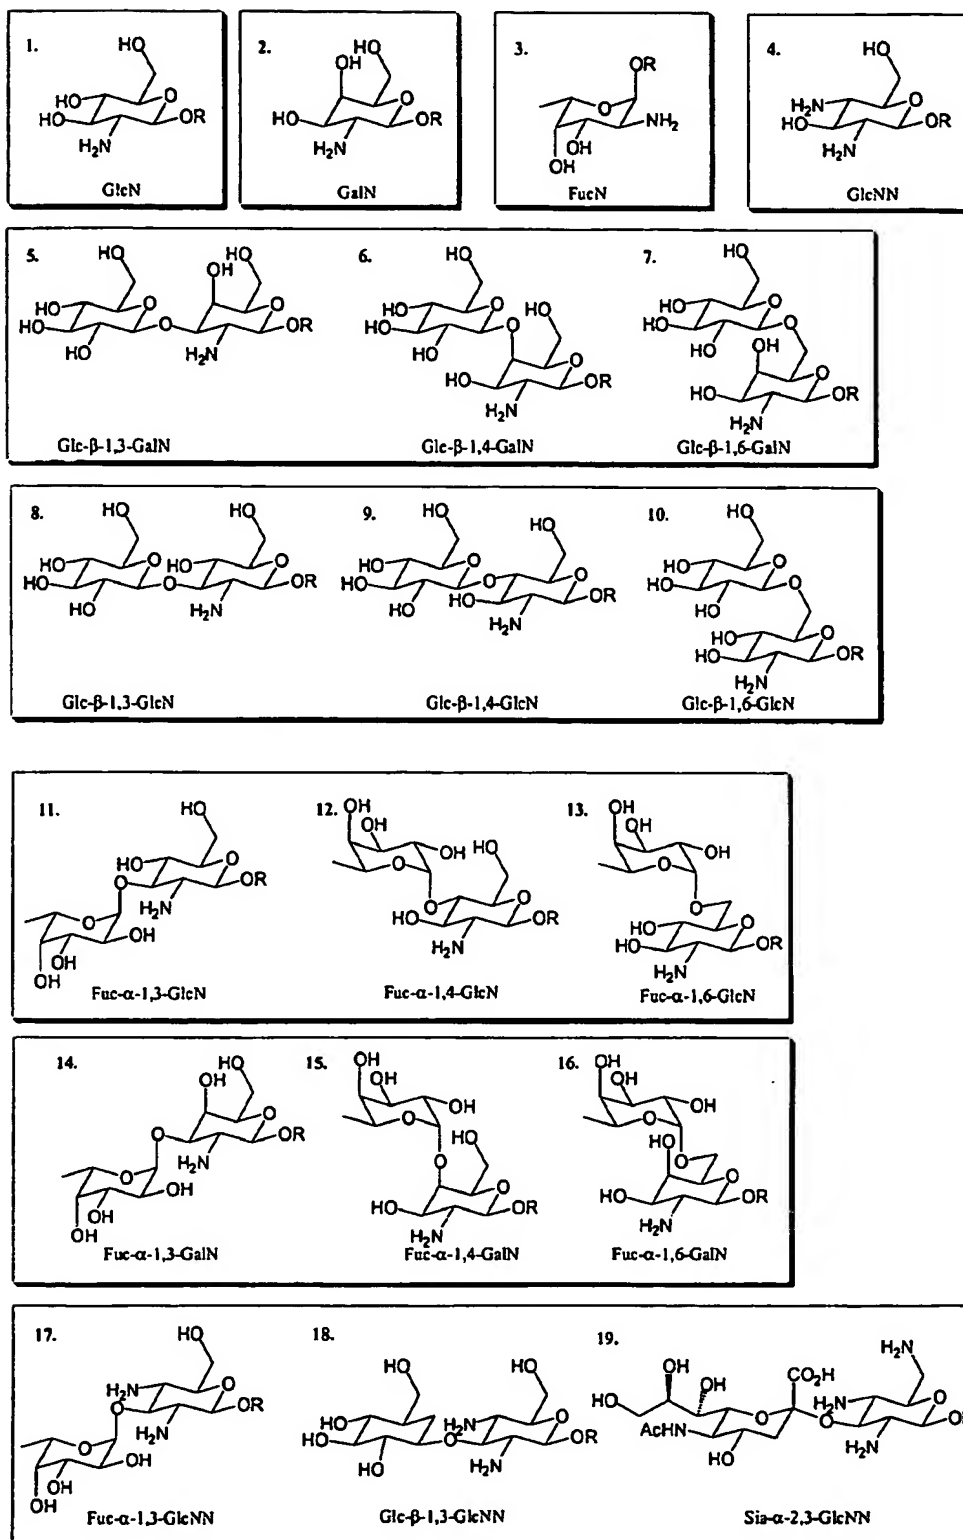 1.
HO
HO
HO
O
OR
H₂N
GlcN
2.
HO
OH
O
HO
OR
H₂N
GalN
3.
OR
O
NH₂
OH
OH
FucN
4.
HO
H₂N
HO
O
OR
H₂N
GlcNN
5.
HO
HO
HO
O
OH
O
HO
OH
O
OR
H₂N
Glc-β-1,3-GalN
6.
HO
HO
HO
O
OH
O
HO
O
HO
OR
H₂N
Glc-β-1,4-GalN
7.
HO
HO
HO
O
HO
O
OH
O
HO
OR
H₂N
Glc-β-1,6-GalN
8.
HO
HO
HO
O
HO
O
HO
HO
O
OR
H₂N
Glc-β-1,3-GlcN
9.
HO
HO
HO
O
HO
O
HO
HO
O
OR
H₂N
Glc-β-1,4-GlcN
10.
HO
HO
HO
O
HO
O
HO
HO
O
OR
H₂N
Glc-β-1,6-GlcN
11.
HO
HO
O
O
OR
H₂N
O
OH
OH
OH
Fuc-α-1,3-GlcN
12.
OH
OH
OH
O
HO
O
HO
O
OR
H₂N
Fuc-α-1,4-GlcN
13.
OH
HO
OH
O
O
HO
HO
O
OR
H₂N
Fuc-α-1,6-GlcN
14.
HO
OH
O
O
OR
H₂N
O
OH
OH
OH
Fuc-α-1,3-GalN
15.
OH
OH
OH
O
HO
O
O
HO
OR
H₂N
Fuc-α-1,4-GalN
16.
OH
HO
OH
O
HO
O
O
HO
OR
H₂N
Fuc-α-1,6-GalN
17.
HO
H₂N
O
O
OR
H₂N
O
OH
OH
OH
Fuc-α-1,3-GlcNN
18.
HO
HO
HO
HO
O
HO
H₂N
O
OR
H₂N
Glc-β-1,3-GlcNN
19.
OH
OH
HO
CO₂H
O
AcHN
HO
O
H₂N
H₂N
O
H₂N
Sia-α-2,3-GlcNN